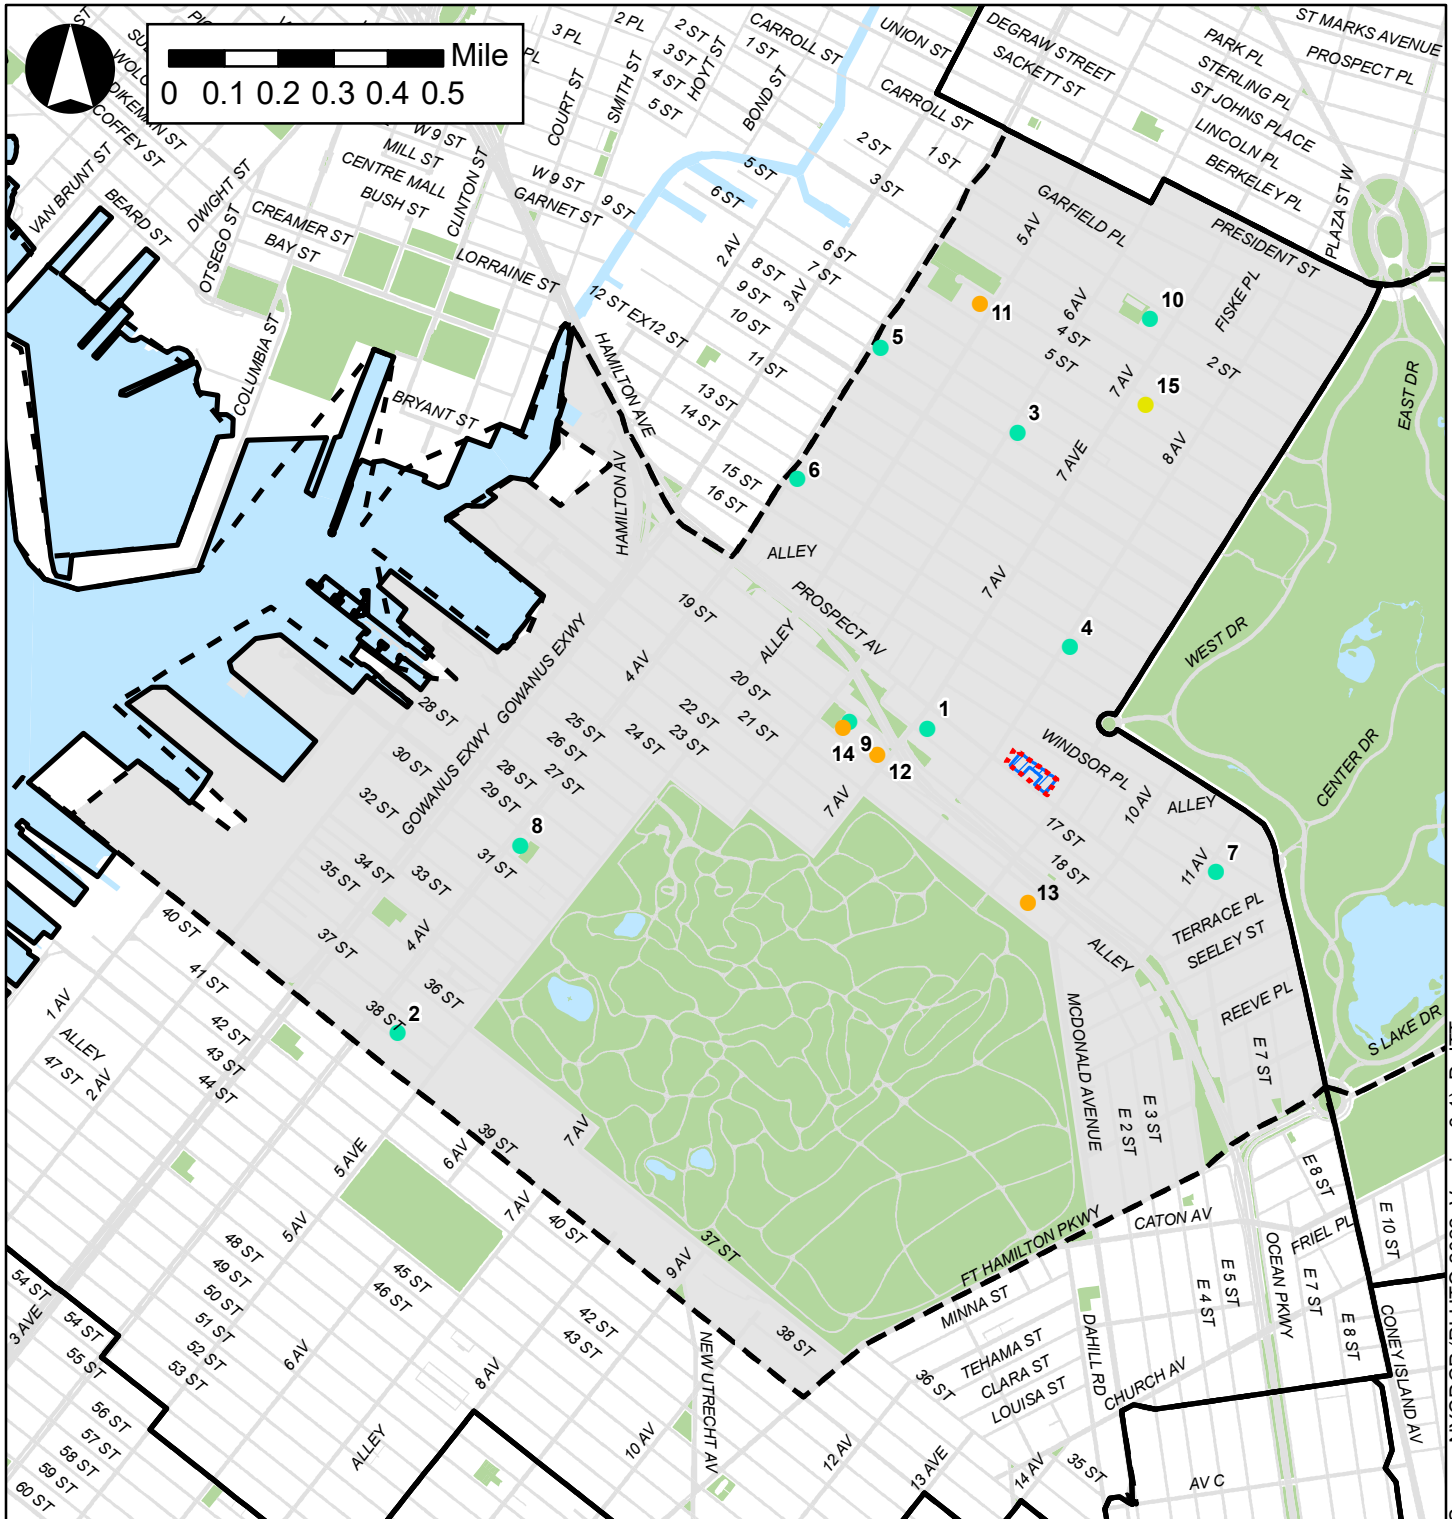 Mile
0 0.1 0.2 0.3 0.4 0.5
3 PL
2 PL
2 ST
3 ST
4 ST
5 ST
HOYT ST
1 ST
CARROLL ST
UNION ST
DEGRAW STREET
SACKETT ST
ST MARKS AVENUE
PROSPECT PL
PARK PL
STERLING PL
ST JOHNS PLACE
LINCOLN PL
BERKELEY PL
PLAZA ST W
PL
COURT ST
SMITH ST
BOND ST
CARROLL ST
DIKEMAN ST
COFFEY ST
VAN BRUNT ST
BEARD ST
DWIGHT ST
OTSEGO ST
W 9 ST
MILL ST
CENTRE MALL
BUSH ST
CLINTON ST
CREAMER ST
BAY ST
LORRAINE ST
W 9 ST
GARNET ST
9 ST
5 ST
6 ST
2 ST
1 ST
3 ST
GARFIELD PL
PRESIDENT ST
5 AV
2 AV
6 ST
7 ST
3 AV
8 ST
9 ST
10 ST
11 ST
12 ST EX12 ST
13 ST
14 ST
HAMILTON AVE
HAMILTON AV
COLUMBIA ST
BRYANT ST
15 ST
16 ST
ALLEY
6 AV
4 ST
5 ST
FISKE PL
2 ST
7 AV
8 AV
7 AVE
EAST DR
11
10
5
15
3
6
4
1
14
9
12
8
7
13
2
PROSPECT AV
19 ST
ALLEY
20 ST
21 ST
22 ST
23 ST
24 ST
25 ST
26 ST
27 ST
28 ST
29 ST
4 AV
7 AV
GOWANUS EXWY
GOWANUS EXWY
28 ST
30 ST
32 ST
31 ST
33 ST
34 ST
35 ST
37 ST
4 AV
36 ST
38 ST
7 AV
WINDSOR PL
WEST DR
CENTER DR
10 AV
ALLEY
17 ST
18 ST
11 AV
TERRACE PL
SEELEY ST
REEVE PL
ALLEY
S LAKE DR
MCDONALD AVENUE
E 7 ST
E 3 ST
E 2 ST
40 ST
41 ST
1 AV
ALLEY
47 ST
2 AV
42 ST
43 ST
44 ST
39 ST
7 AV
5 AVE
6 AV
5 AV
7 AV
40 ST
37 ST
9 AV
38 ST
48 ST
49 ST
50 ST
51 ST
52 ST
53 ST
45 ST
46 ST
42 ST
43 ST
6 AV
8 AV
ALLEY
54 ST
3 AVE
54 ST
55 ST
56 ST
57 ST
58 ST
59 ST
60 ST
NEW UTRECHT AV
10 AV
12 AV
13 AVE
14 AV
35 ST
36 ST
FT HAMILTON PKWY
MINNA ST
TEHAMA ST
CLARA ST
LOUISA ST
DAHILL RD
CHURCH AV
CATON AV
E 8 ST
FRIEL PL
E 10 ST
E 5 ST
E 4 ST
OCEAN PKWY
E 7 ST
E 8 ST
CONEY ISLAND AV
AV C